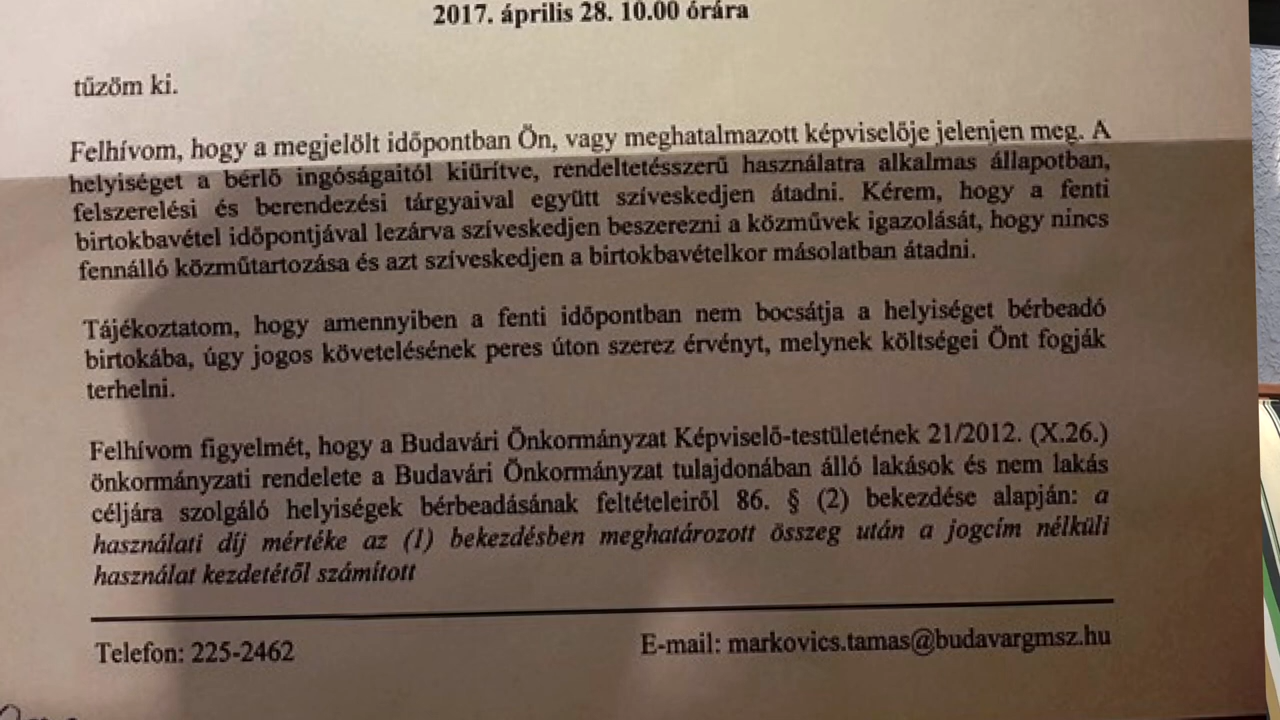 2017. április 28. 10.00 órára
tűzöm ki.
Felhívom, hogy a megjelölt időpontban Ön, vagy meghatalmazott képviselője jelenjen meg. A
helyiséget a bérlő ingóságaitól kiürítve, rendeltetésszerű használatra alkalmas állapotban,
felszerelési és berendezési tárgyaival együtt szíveskedjen átadni. Kérem, hogy a fenti
birtokbavétel időpontjával lezárva szíveskedjen beszerezni a közművek igazolását, hogy nincs
fennálló közműtartozása és azt szíveskedjen a birtokbavételkor másolatban átadni.
Tájékoztatom, hogy amennyiben a fenti időpontban nem bocsátja a helyiséget bérbeadó
birtokába, úgy jogos követelésének peres úton szerez érvényt, melynek költségei Önt fogják
terhelni.
Felhívom figyelmét, hogy a Budavári Önkormányzat Képviselő-testületének 21/2012. (X.26.)
önkormányzati rendelete a Budavári Önkormányzat tulajdonában álló lakások és nem lakás
céljára szolgáló helyiségek bérbeadásának feltételeiről 86. § (2) bekezdése alapján: a
használati díj mértéke az (1) bekezdésben meghatározott összeg után a jogcím nélküli
használat kezdetétől számított
Telefon: 225-2462
E-mail: markovics.tamas@budavargmsz.hu